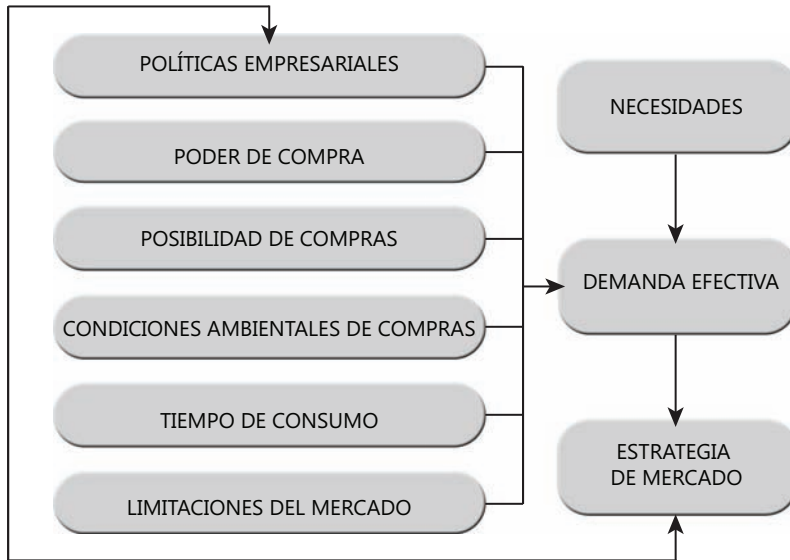 POLÍTICAS EMPRESARIALES
PODER DE COMPRA
POSIBILIDAD DE COMPRAS
CONDICIONES AMBIENTALES DE COMPRAS
TIEMPO DE CONSUMO
LIMITACIONES DEL MERCADO
NECESIDADES
DEMANDA EFECTIVA
ESTRATEGIA
DE MERCADO